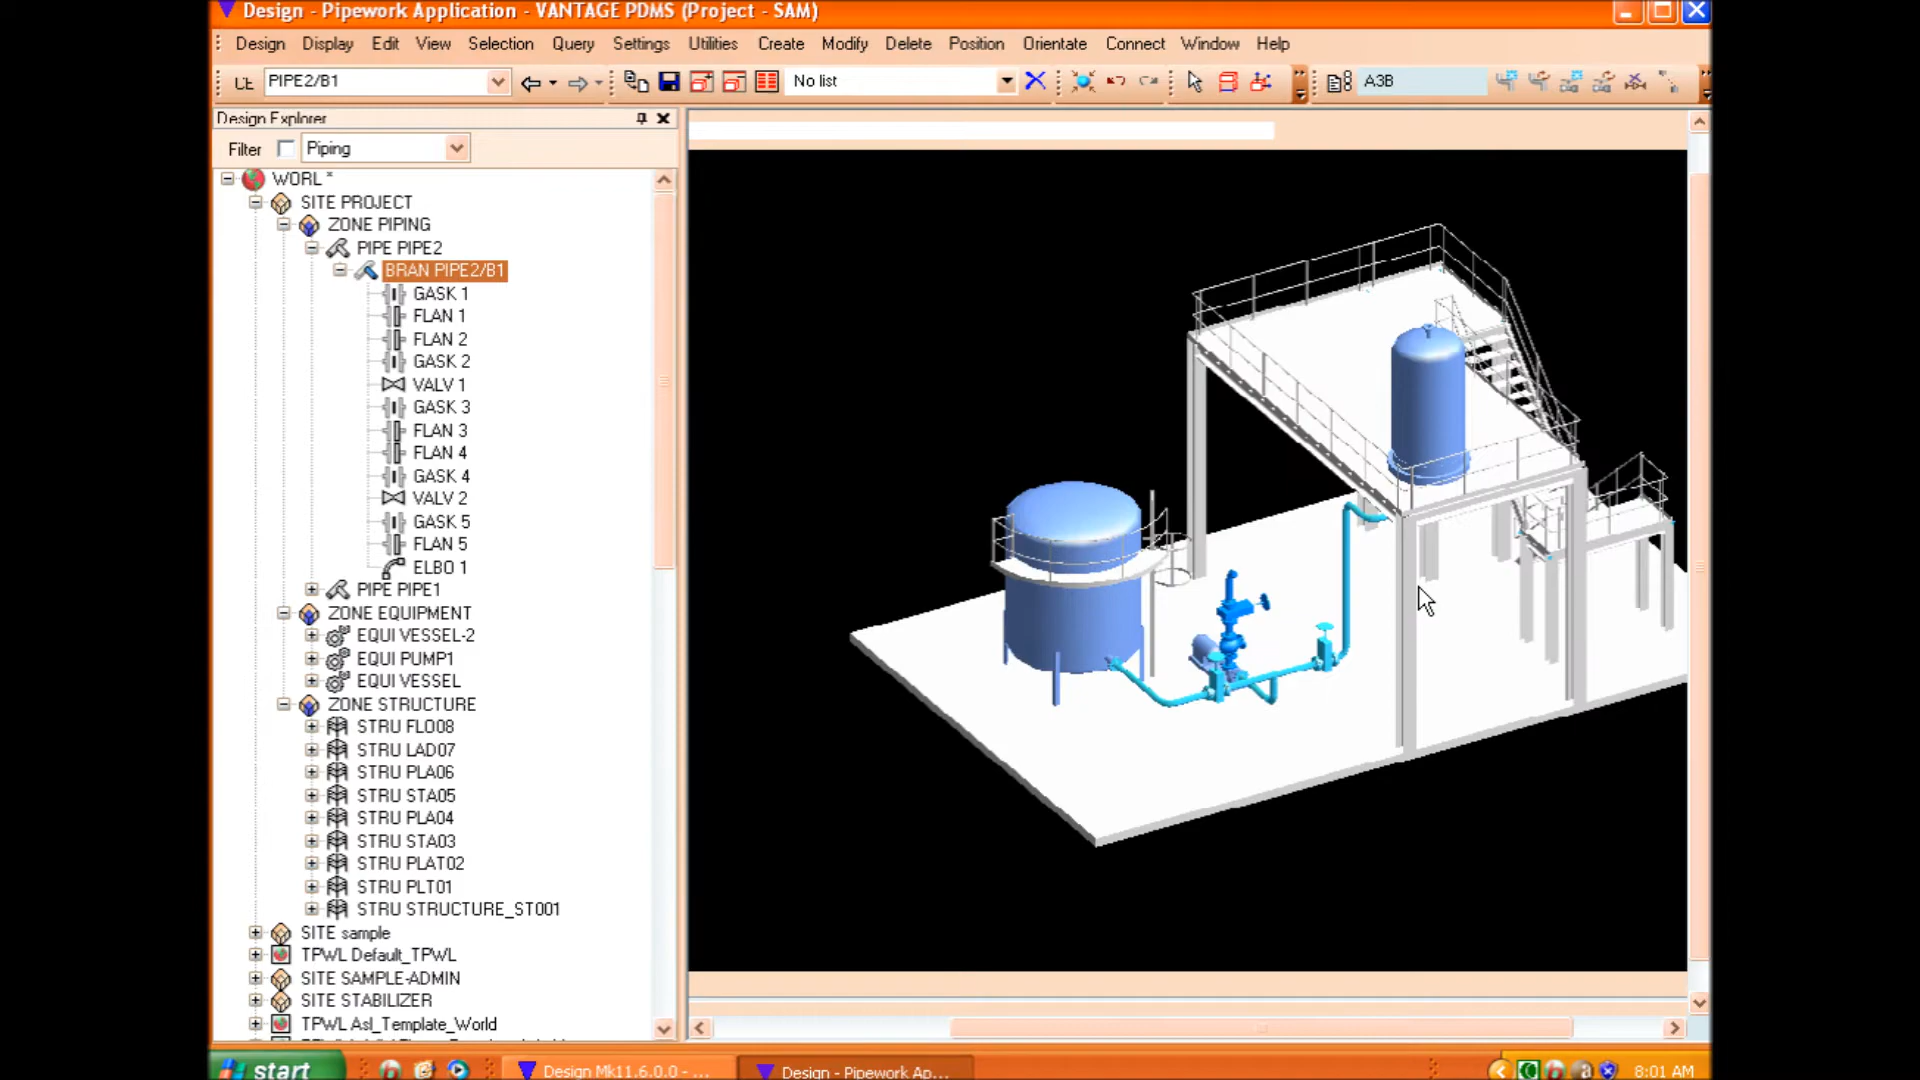 Design - Pipework Application - VANTAGE PDMS (Project - SAM)
Design Display Edit View Selection Query Settings Utilities Create Modify Delete Position Orientate Connect Window Help
CE PIPE2/B1 No list A3B
Design Explorer
Filter Piping
WORL *
SITE PROJECT
ZONE PIPING
PIPE PIPE2
BRAN PIPE2/B1
GASK 1
FLAN 1
FLAN 2
GASK 2
VALV 1
GASK 3
FLAN 3
FLAN 4
GASK 4
VALV 2
GASK 5
FLAN 5
ELBO 1
PIPE PIPE1
ZONE EQUIPMENT
EQUI VESSEL-2
EQUI PUMP1
EQUI VESSEL
ZONE STRUCTURE
STRU FLO08
STRU LAD07
STRU PLA06
STRU STA05
STRU PLA04
STRU STA03
STRU PLAT02
STRU PLT01
STRU STRUCTURE_ST001
SITE sample
TPWL Default_TPWL
SITE SAMPLE-ADMIN
SITE STABILIZER
TPWL Asl_Template_World
start Design Mk11.6.0.0 - ... Design - Pipework Ap... 8:01 AM